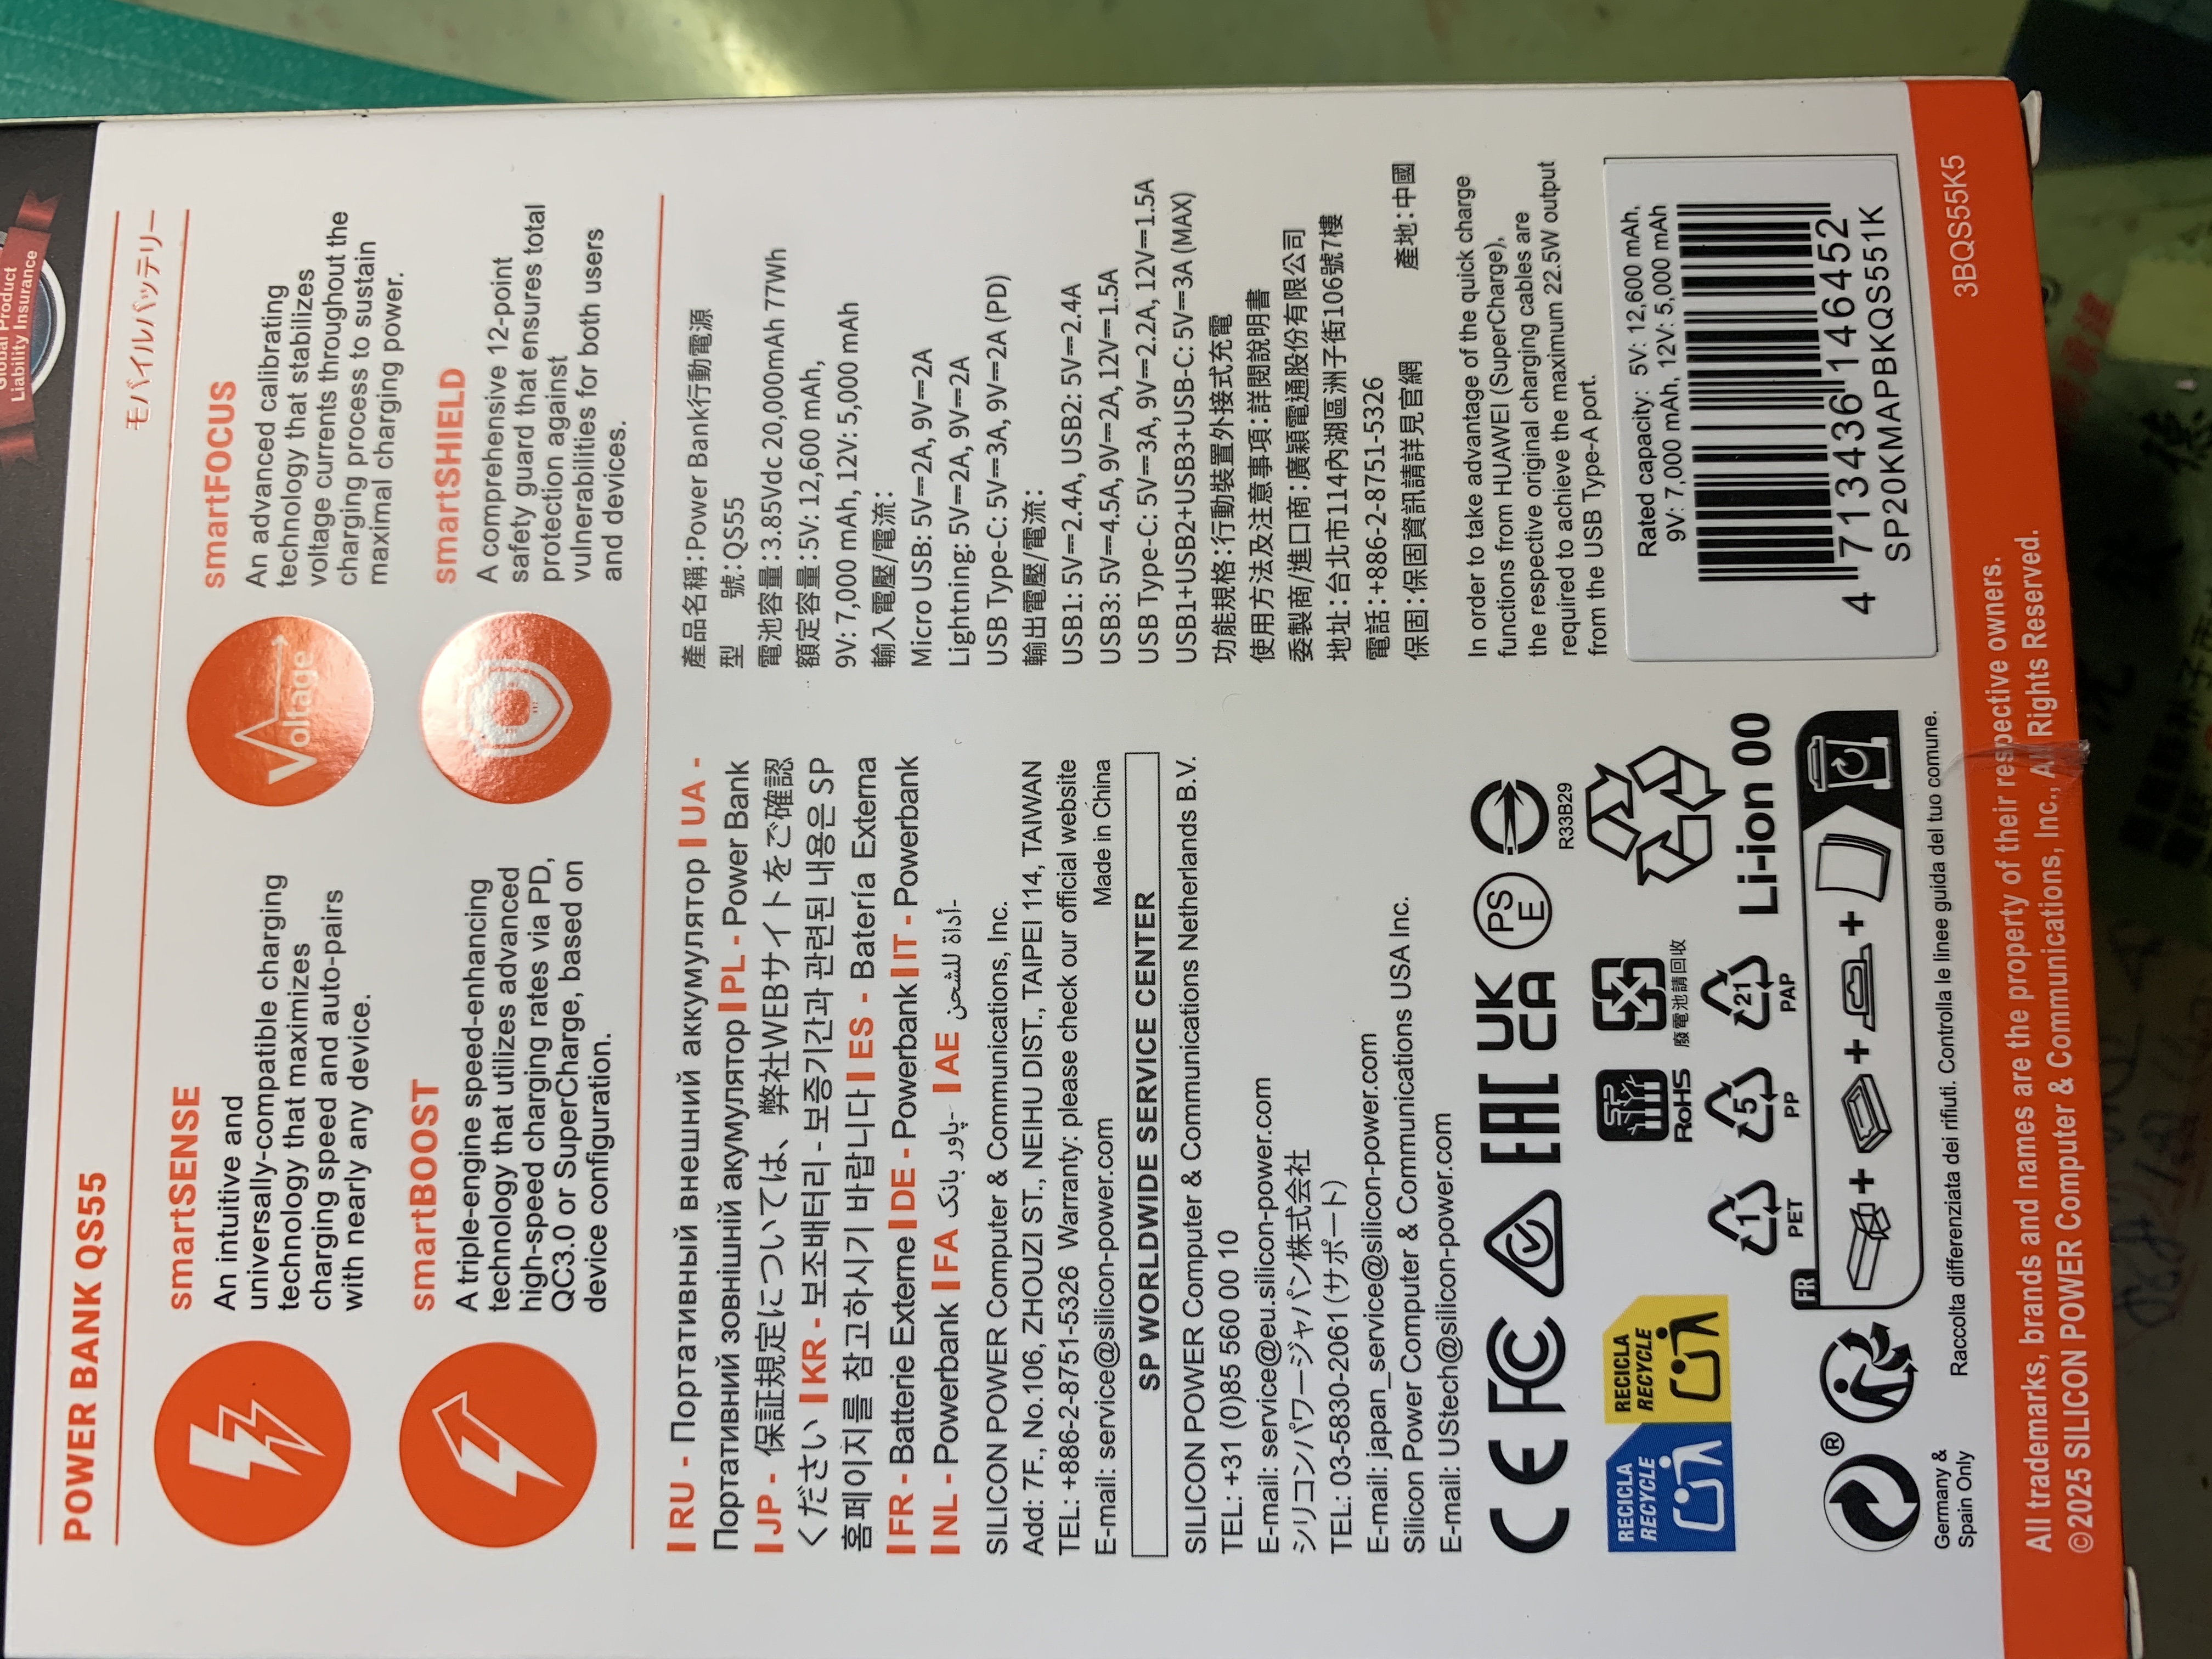 Global Product
Liability Insurance
POWER BANK QS55
モバイルバッテリー
smartSENSE
An intuitive and
universally-compatible charging
technology that maximizes
charging speed and auto-pairs
with nearly any device.
Voltage
smartFOCUS
An advanced calibrating
technology that stabilizes
voltage currents throughout the
charging process to sustain
maximal charging power.
smartBOOST
A triple-engine speed-enhancing
technology that utilizes advanced
high-speed charging rates via PD,
QC3.0 or SuperCharge, based on
device configuration.
smartSHIELD
A comprehensive 12-point
safety guard that ensures total
protection against
vulnerabilities for both users
and devices.
| RU - Портативный внешний аккумулятор | UA -
Портативний зовнішній акумулятор | PL - Power Bank
| JP - 保証規定については、弊社WEBサイトをご確認
ください | KR - 보조배터리 - 보증기간과 관련된 내용은 SP
홈페이지를 참고하시기 바랍니다 | ES - Batería Externa
| FR - Batterie Externe | DE - Powerbank | IT - Powerbank
| NL - Powerbank | FA پاور بانک- | AE أداة للشحن-
SILICON POWER Computer & Communications, Inc.
Add: 7F., No.106, ZHOUZI ST., NEIHU DIST., TAIPEI 114, TAIWAN
TEL: +886-2-8751-5326 Warranty: please check our official website
E-mail: service@silicon-power.com Made in China
SP WORLDWIDE SERVICE CENTER
SILICON POWER Computer & Communications Netherlands B.V.
TEL: +31 (0)85 560 00 10
E-mail: service@eu.silicon-power.com
シリコンパワージャパン株式会社
TEL: 03-5830-2061 (サポート)
E-mail: japan_service@silicon-power.com
Silicon Power Computer & Communications USA Inc.
E-mail: UStech@silicon-power.com
CE FC EAC UK CA PS E
R33B29
RECICLA
RECYCLE
RECICLA
RECYCLE
SP
RoHS
廢電池請回收
1
PET
5
PP
21
PAP
Li-ion 00
®
Germany &
Spain Only
FR
Raccolta differenziata dei rifiuti. Controlla le linee guida del tuo comune.
產品名稱：Power Bank行動電源
型 號：QS55
電池容量：3.85Vdc 20,000mAh 77Wh
額定容量：5V: 12,600 mAh,
9V: 7,000 mAh, 12V: 5,000 mAh
輸入電壓/電流：
Micro USB: 5V⎓2A, 9V⎓2A
Lightning: 5V⎓2A, 9V⎓2A
USB Type-C: 5V⎓3A, 9V⎓2A (PD)
輸出電壓/電流：
USB1: 5V⎓2.4A, USB2: 5V⎓2.4A
USB3: 5V⎓4.5A, 9V⎓2A, 12V⎓1.5A
USB Type-C: 5V⎓3A, 9V⎓2.2A, 12V⎓1.5A
USB1+USB2+USB3+USB-C: 5V⎓3A (MAX)
功能規格：行動裝置外接式充電
使用方法及注意事項：詳閱說明書
委製商/進口商：廣穎電通股份有限公司
地址：台北市114內湖區洲子街106號7樓
電話：+886-2-8751-5326
保固：保固資訊請詳見官網 產地：中國
In order to take advantage of the quick charge
functions from HUAWEI (SuperCharge),
the respective original charging cables are
required to achieve the maximum 22.5W output
from the USB Type-A port.
Rated capacity: 5V: 12,600 mAh,
9V: 7,000 mAh, 12V: 5,000 mAh
4 713436 146452
SP20KMAPBKQS551K
All trademarks, brands and names are the property of their respective owners.
©2025 SILICON POWER Computer & Communications, Inc., All Rights Reserved.
3BQS55K5